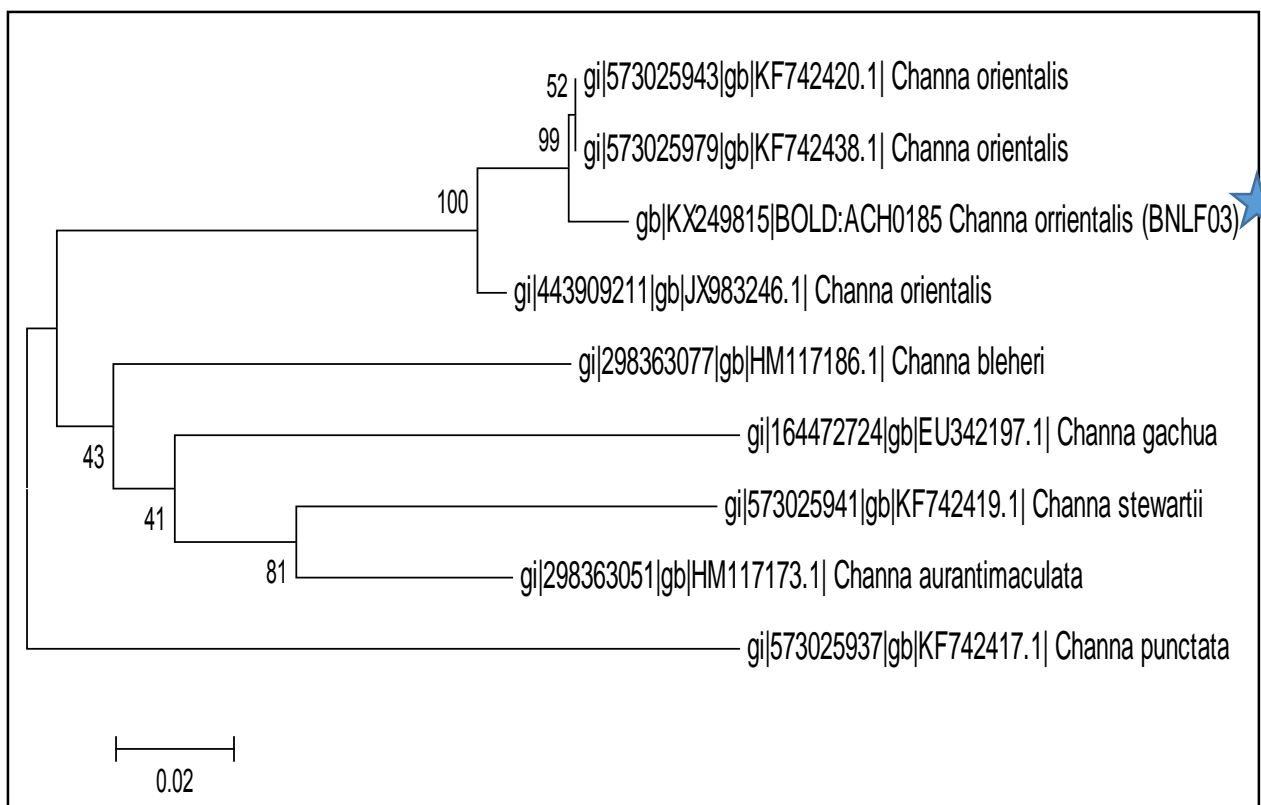 52 gi|573025943|gb|KF742420.1| Channa orientalis
99 gi|573025979|gb|KF742438.1| Channa orientalis
100 gb|KX249815|BOLD:ACH0185 Channa orrientalis (BNLF03)
gi|443909211|gb|JX983246.1| Channa orientalis
gi|298363077|gb|HM117186.1| Channa bleheri
gi|164472724|gb|EU342197.1| Channa gachua
43
gi|573025941|gb|KF742419.1| Channa stewartii
41
81 gi|298363051|gb|HM117173.1| Channa aurantimaculata
gi|573025937|gb|KF742417.1| Channa punctata
0.02